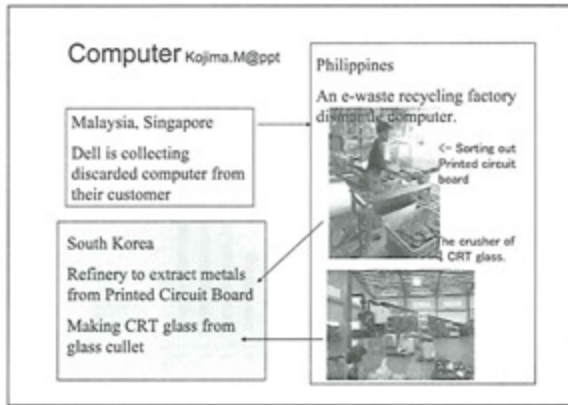 Computer Kojima.M@ppt
Malaysia, Singapore
Dell is collecting
discarded computer from
their customer
South Korea
Refinery to extract metals
from Printed Circuit Board
Making CRT glass from
glass cullet
Philippines
An e-waste recycling factory
dismantle computer.
<- Sorting out
Printed circuit
board
The crusher of
CRT glass.